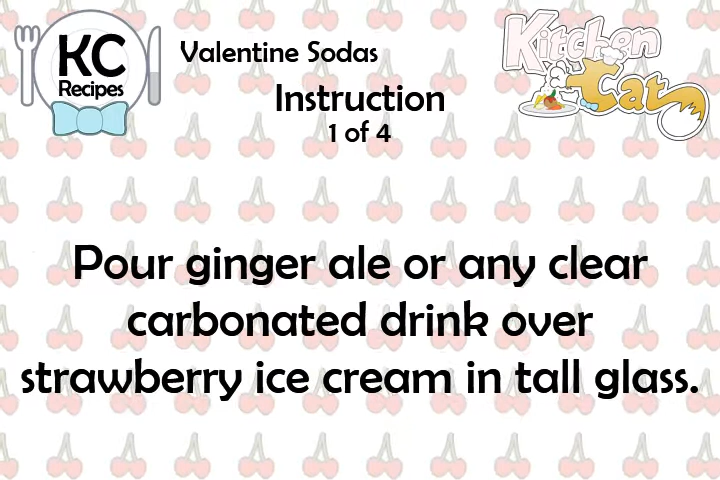 KC
Recipes
Valentine Sodas
Kitchen
Cat
Instruction
1 of 4
Pour ginger ale or any clear
carbonated drink over
strawberry ice cream in tall glass.